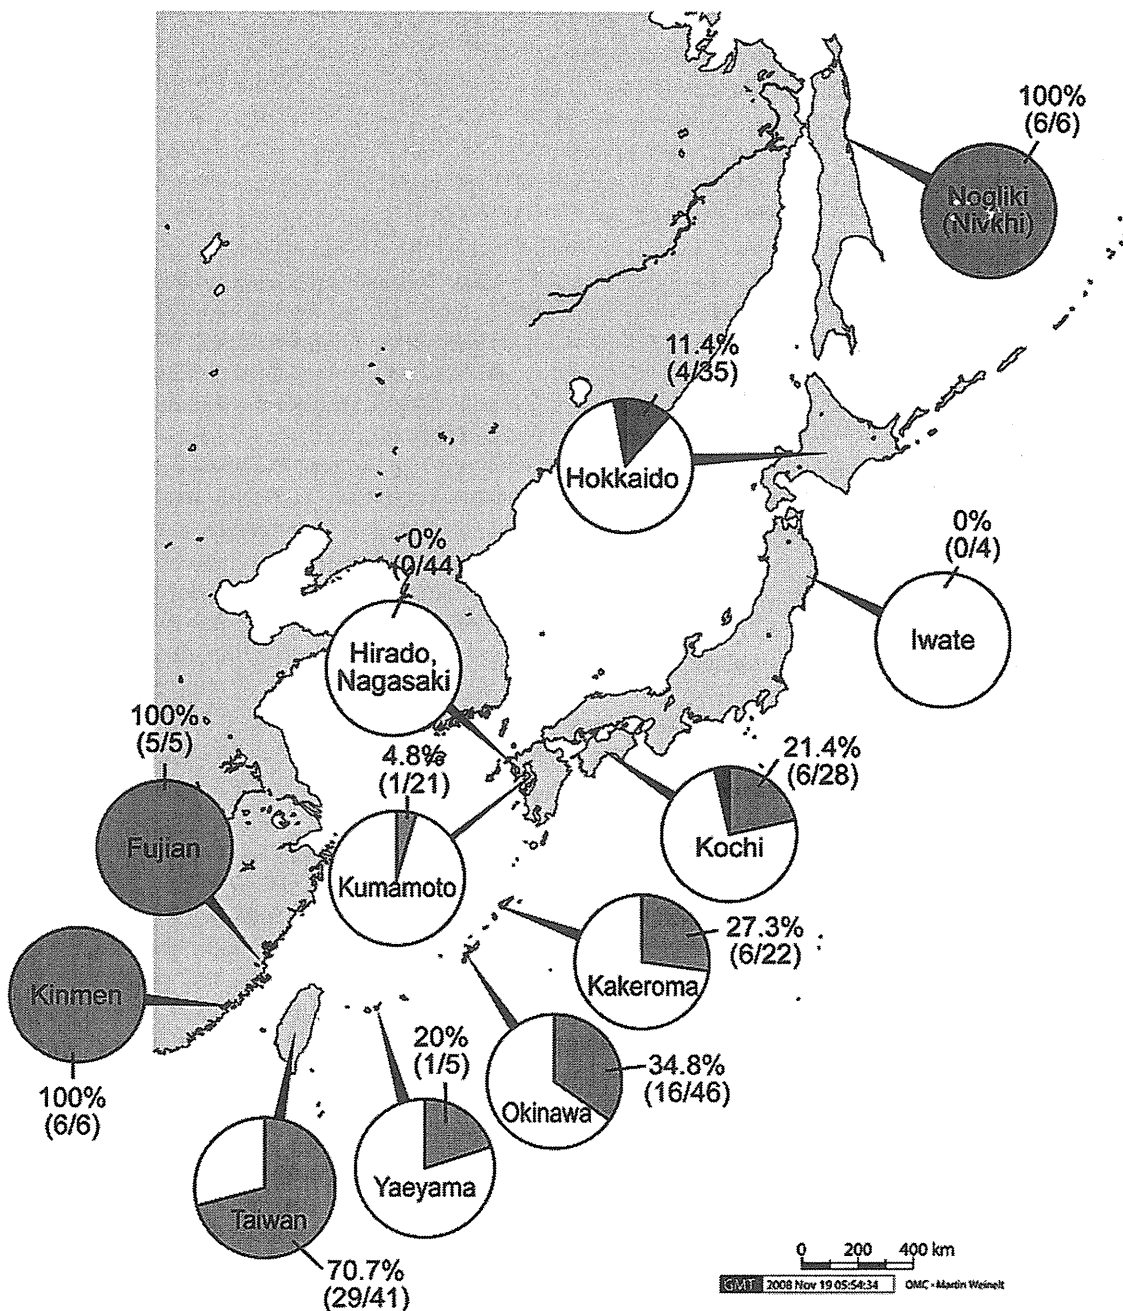 100%
(6/6)
Nogliki
(Nivkhi)
11.4%
(4/35)
Hokkaido
0%
(0/44)
0%
(0/4)
Hirado,
Nagasaki
Iwate
100%
(5/5)
4.8%
(1/21)
21.4%
(6/28)
Fujian
Kochi
Kumamoto
27.3%
(6/22)
Kakeroma
Kinmen
20%
(1/5)
34.8%
(16/46)
100%
(6/6)
Okinawa
Yaeyama
Taiwan
70.7%
(29/41)
0 200 400 km
GMT 2008 Nov 19 05:54:34 OMC - Martin Weinelt